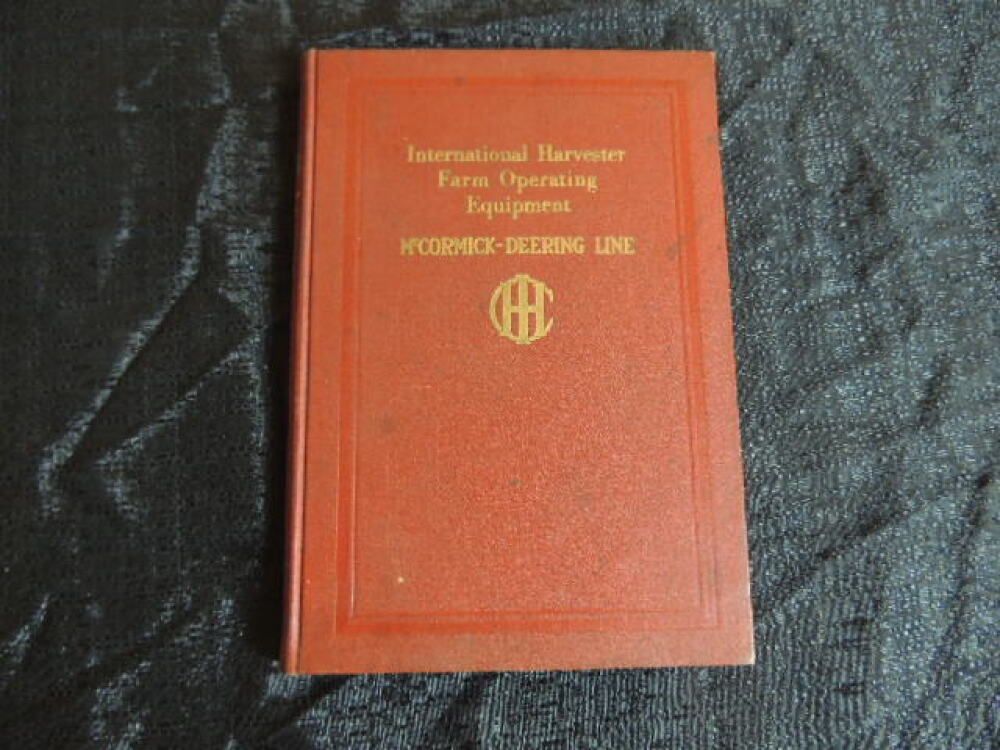 International Harvester
Farm Operating
Equipment
McCORMICK-DEERING LINE
IHC